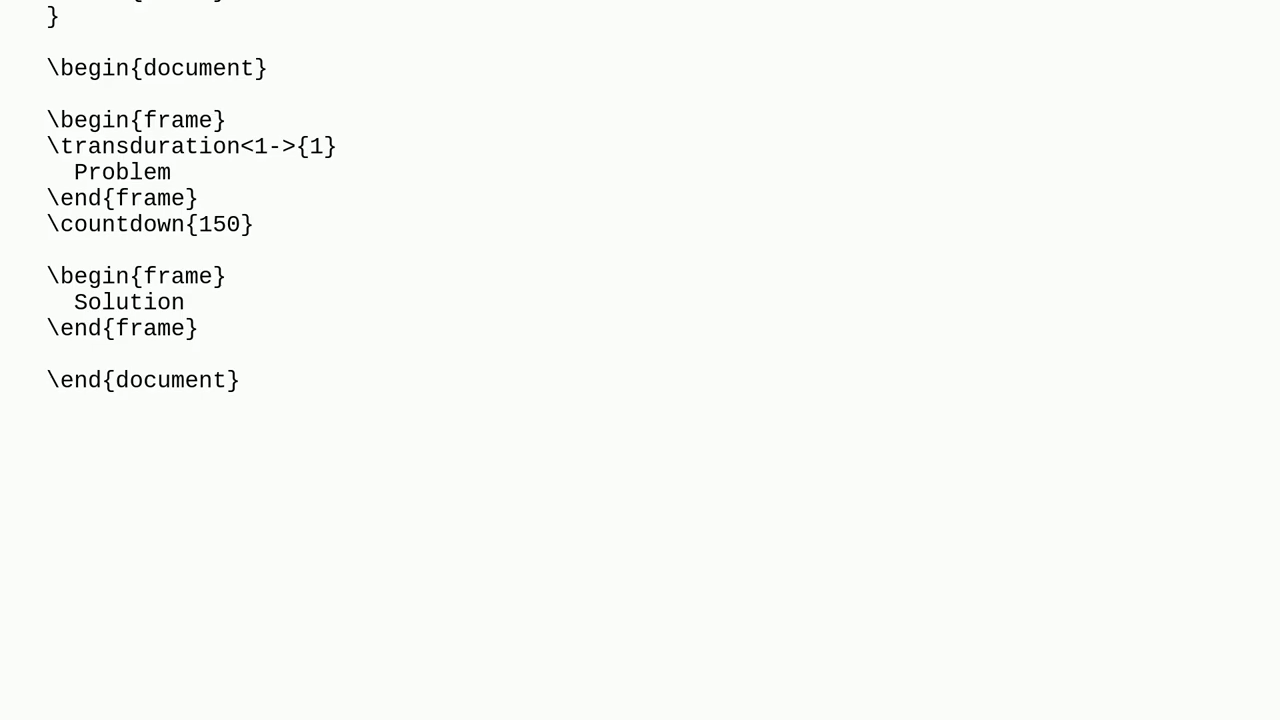 }
\begin{document}
\begin{frame}
\transduration<1->{1}
  Problem
\end{frame}
\countdown{150}
\begin{frame}
  Solution
\end{frame}
\end{document}